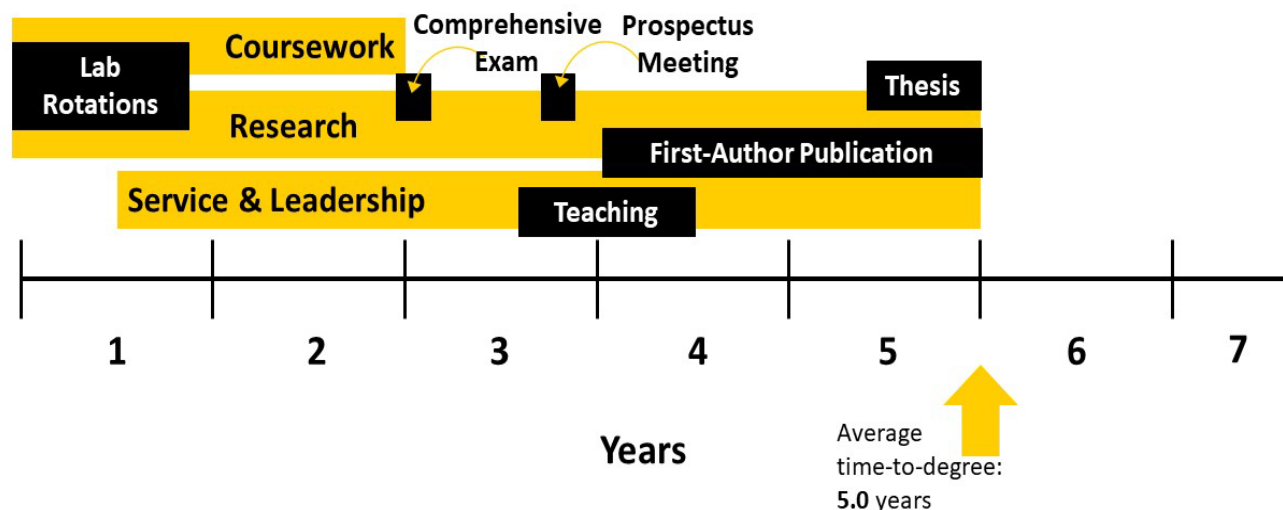 Coursework
Comprehensive
Exam
Prospectus
Meeting
Lab
Rotations
Thesis
Research
First-Author Publication
Service & Leadership
Teaching
1 2 3 4 5 6 7
Years
Average
time-to-degree:
5.0 years